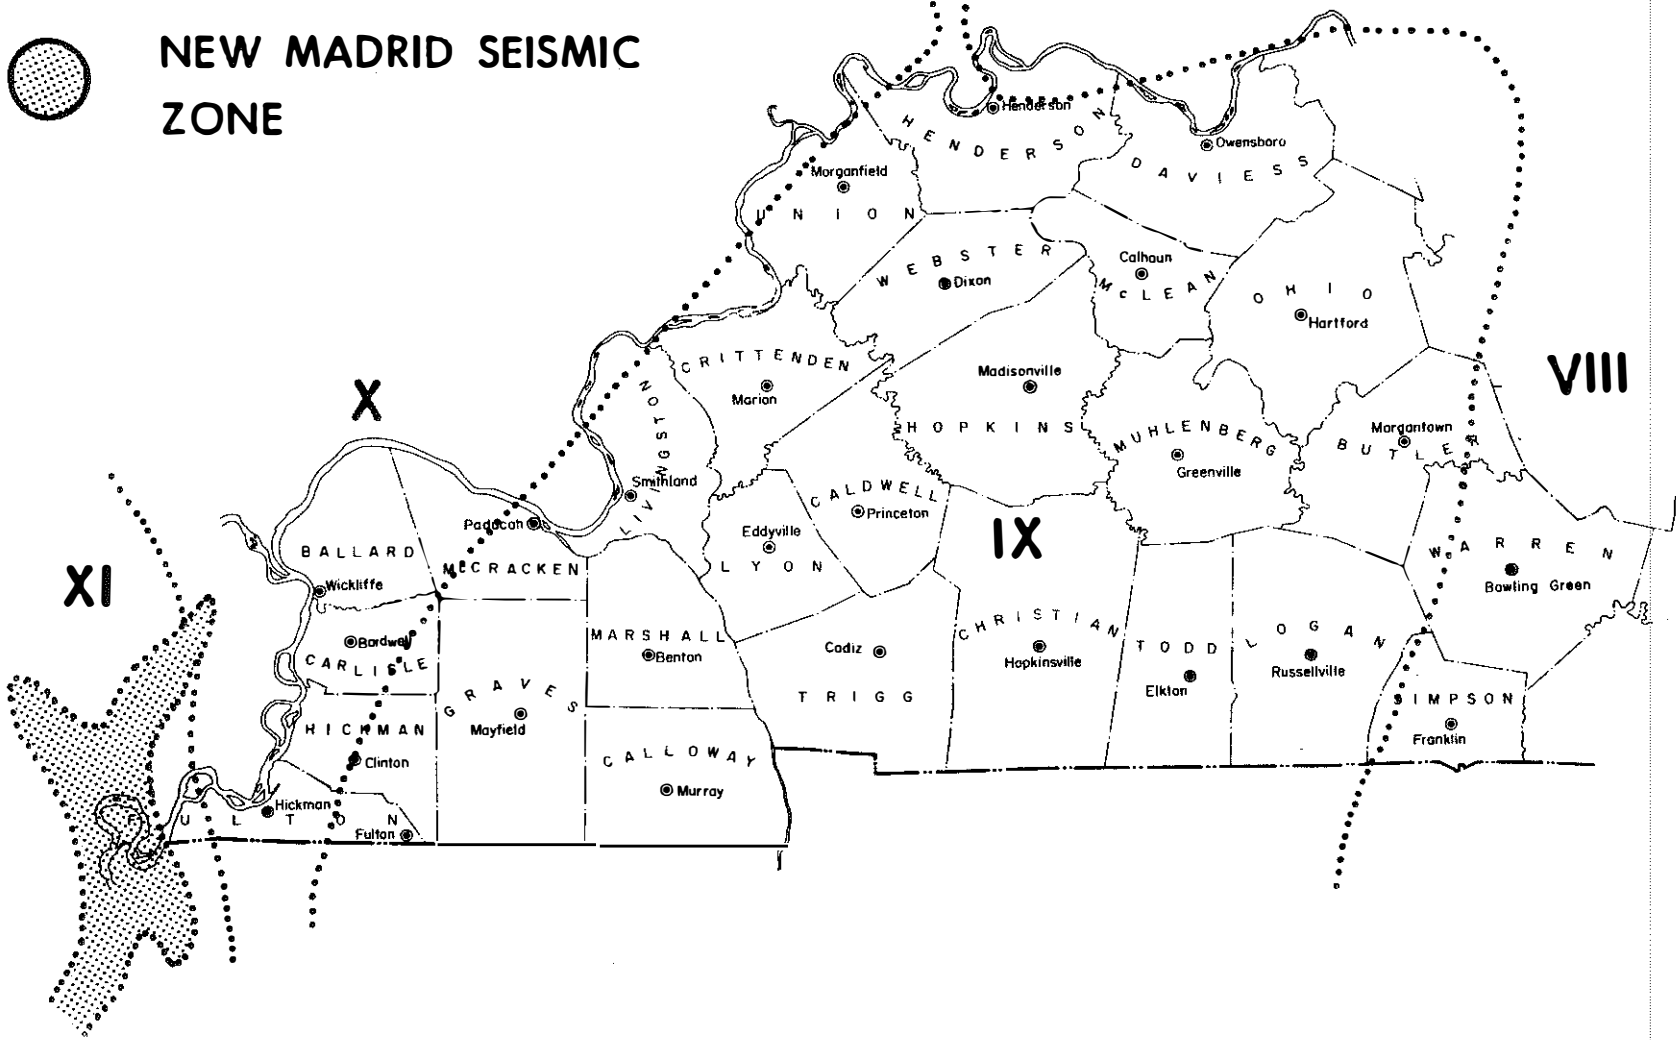 NEW MADRID SEISMIC
ZONE
Henderson
HENDERSON
Owensboro
DAVIESS
Morganfield
UNION
WEBSTER
Dixon
Calhoun
McLEAN
OHIO
Hartford
CRITTENDEN
Marion
Madisonville
HOPKINS
VIII
X
LIVINGSTON
Smithland
MUHLENBERG
Greenville
Morgantown
BUTLER
CALDWELL
Princeton
Paducah
Eddyville
LYON
IX
BALLARD
Wickliffe
McCRACKEN
WARREN
Bowling Green
XI
Bardwell
CARLISLE
MARSHALL
Benton
Cadiz
TRIGG
CHRISTIAN
Hopkinsville
TODD
Elkton
LOGAN
Russellville
GRAVES
Mayfield
HICKMAN
Clinton
SIMPSON
Franklin
CALLOWAY
Murray
Hickman
FULTON
Fulton